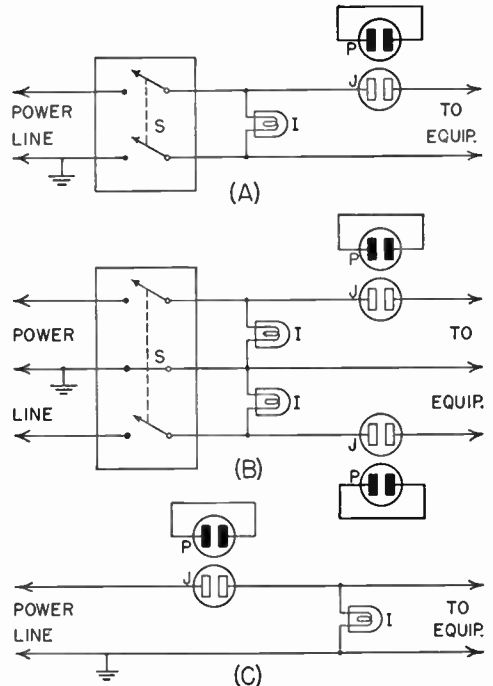 P
J
POWER
LINE
S
I
TO
EQUIP.
(A)
P
J
POWER
S
I
TO
LINE
I
EQUIP.
J
(B)
P
P
J
POWER
LINE
I
TO
EQUIP.
(C)